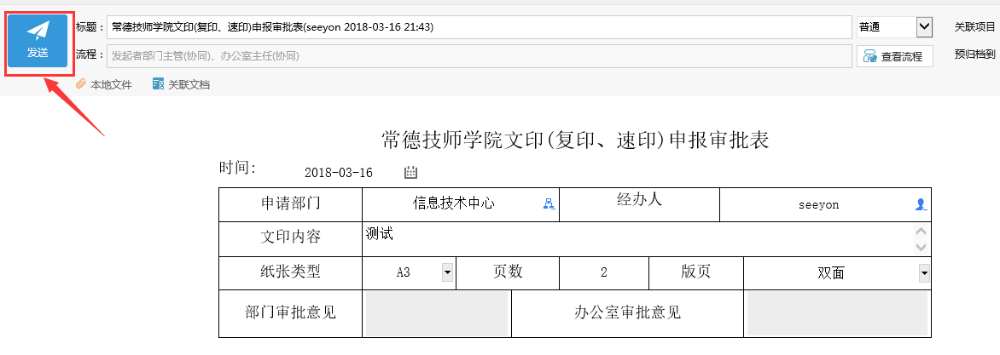 标题： 常德技师学院文印(复印、速印)申报审批表(seeyon 2018-03-16 21:43) 普通 关联项目
发送
流程： 发起者部门主管(协同)、办公室主任(协同) 查看流程 预归档到
本地文件 关联文档
常德技师学院文印(复印、速印)申报审批表
时间: 2018-03-16
申请部门 信息技术中心 经办人 seeyon
文印内容 测试
纸张类型 A3 页数 2 版页 双面
部门审批意见 办公室审批意见